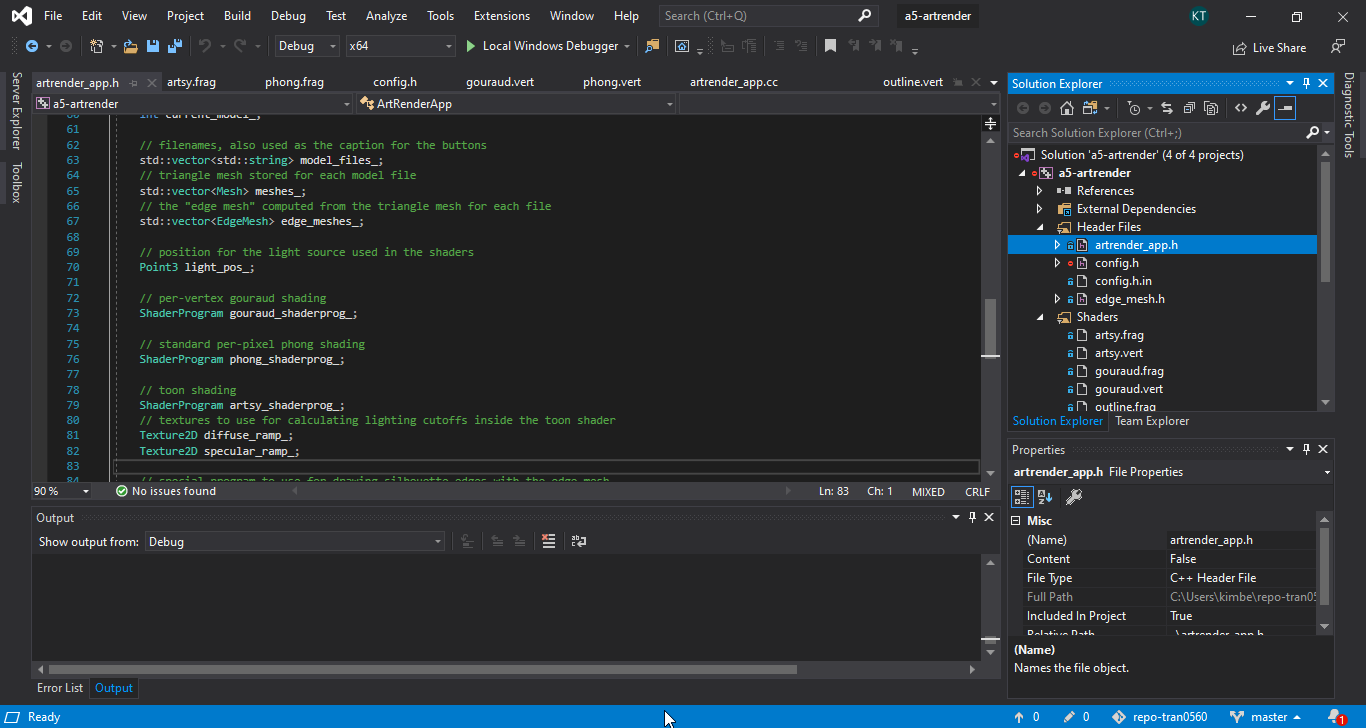 File Edit View Project Build Debug Test Analyze Tools Extensions Window Help Search (Ctrl+Q) a5-artrender KT
Debug x64 Local Windows Debugger Live Share
Server Explorer
Toolbox
artrender_app.h artsy.frag phong.frag config.h gouraud.vert phong.vert artrender_app.cc outline.vert
a5-artrender ArtRenderApp
60 int current_model_;
61
62 // filenames, also used as the caption for the buttons
63 std::vector<std::string> model_files_;
64 // triangle mesh stored for each model file
65 std::vector<Mesh> meshes_;
66 // the "edge mesh" computed from the triangle mesh for each file
67 std::vector<EdgeMesh> edge_meshes_;
68
69 // position for the light source used in the shaders
70 Point3 light_pos_;
71
72 // per-vertex gouraud shading
73 ShaderProgram gouraud_shaderprog_;
74
75 // standard per-pixel phong shading
76 ShaderProgram phong_shaderprog_;
77
78 // toon shading
79 ShaderProgram artsy_shaderprog_;
80 // textures to use for calculating lighting cutoffs inside the toon shader
81 Texture2D diffuse_ramp_;
82 Texture2D specular_ramp_;
83
84 // special program to use for drawing silhouette edges with the edge mesh
90 % No issues found Ln: 83 Ch: 1 MIXED CRLF
Output
Show output from: Debug
Error List Output
Solution Explorer
Search Solution Explorer (Ctrl+;)
Solution 'a5-artrender' (4 of 4 projects)
a5-artrender
References
External Dependencies
Header Files
artrender_app.h
config.h
config.h.in
edge_mesh.h
Shaders
artsy.frag
artsy.vert
gouraud.frag
gouraud.vert
outline.frag
Solution Explorer Team Explorer
Properties
artrender_app.h File Properties
Misc
(Name) artrender_app.h
Content False
File Type C++ Header File
Full Path C:\Users\kimbe\repo-tran05
Included In Project True
Relative Path ..\artrender_app.h
(Name)
Names the file object.
Diagnostic Tools
Ready 0 0 repo-tran0560 master 1